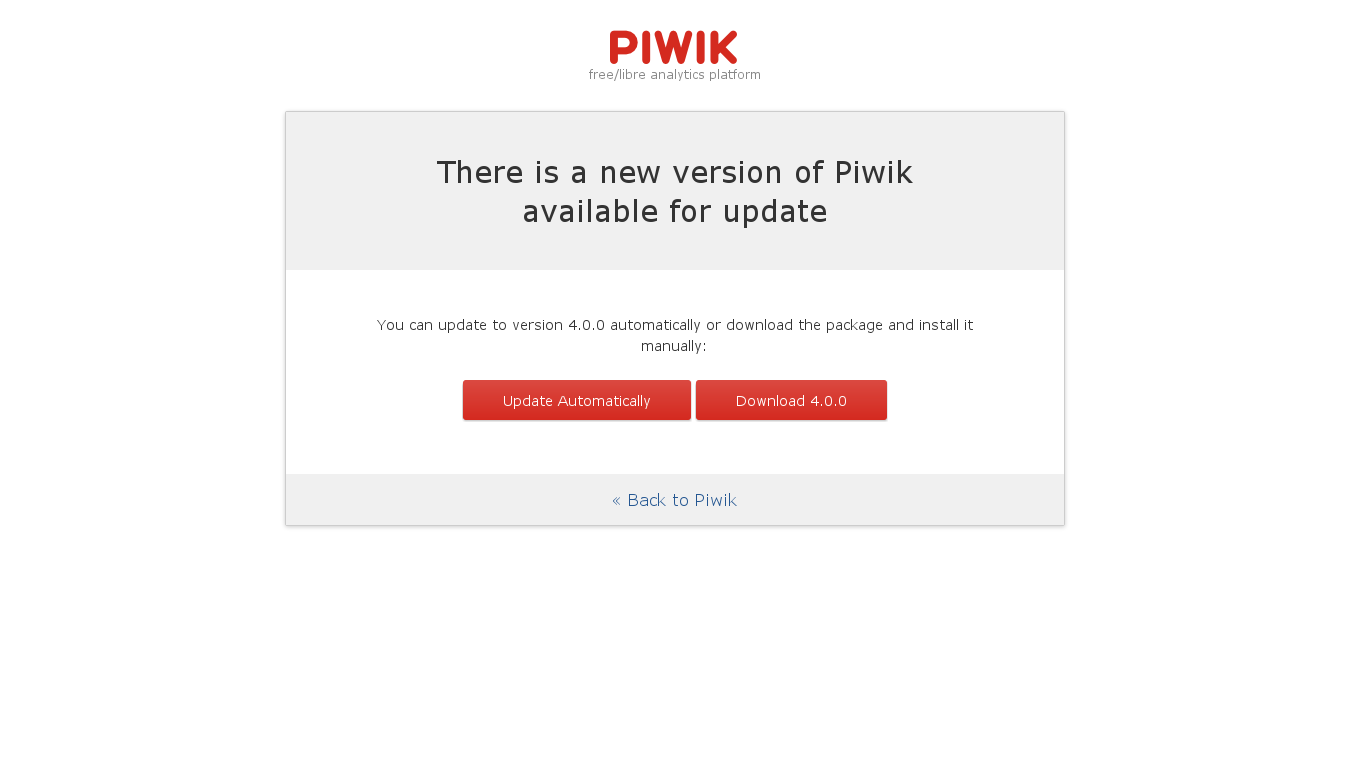 PIWIK
free/libre analytics platform
There is a new version of Piwik
available for update
You can update to version 4.0.0 automatically or download the package and install it
manually:
Update Automatically
Download 4.0.0
« Back to Piwik